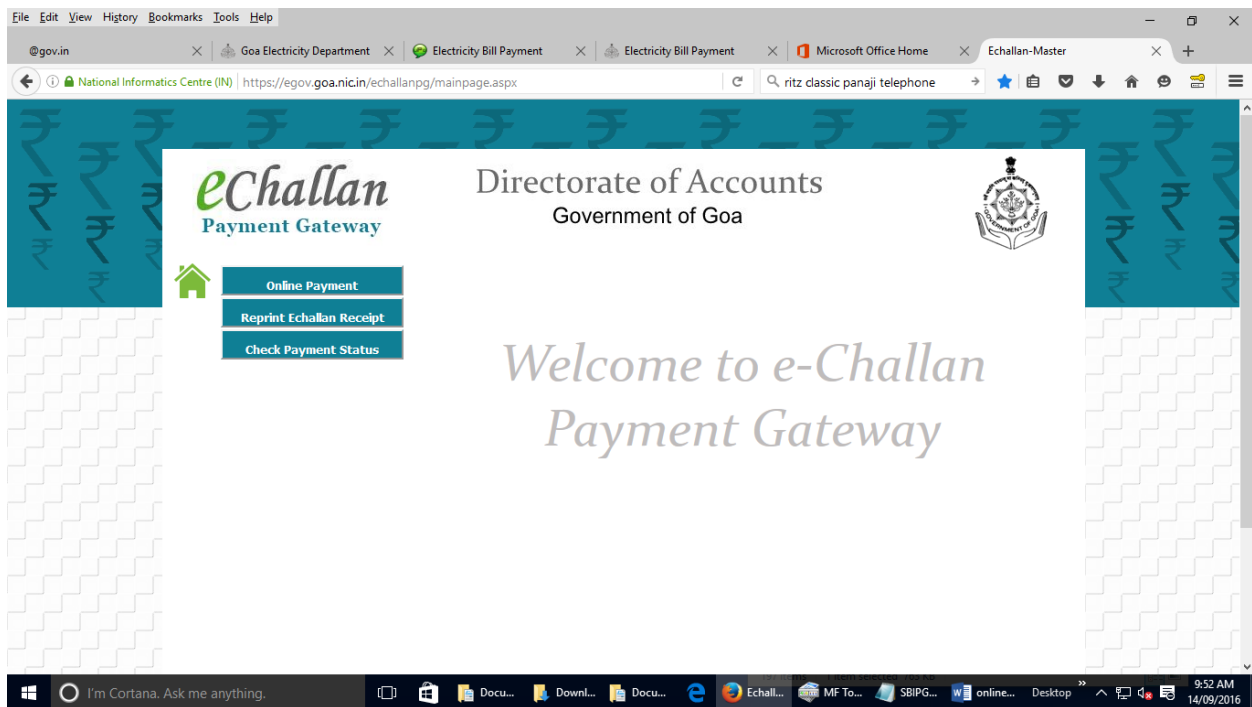 File Edit View History Bookmarks Tools Help
@gov.in
Goa Electricity Department
Electricity Bill Payment
Electricity Bill Payment
Microsoft Office Home
Echallan-Master
National Informatics Centre (IN) https://egov.goa.nic.in/echallanpg/mainpage.aspx
ritz classic panaji telephone
eChallan
Payment Gateway
Directorate of Accounts
Government of Goa
Online Payment
Reprint Echallan Receipt
Check Payment Status
Welcome to e-Challan
Payment Gateway
I'm Cortana. Ask me anything.
Docu...
Downl...
Docu...
Echall...
MF To...
SBIPG...
online...
Desktop
9:52 AM
14/09/2016